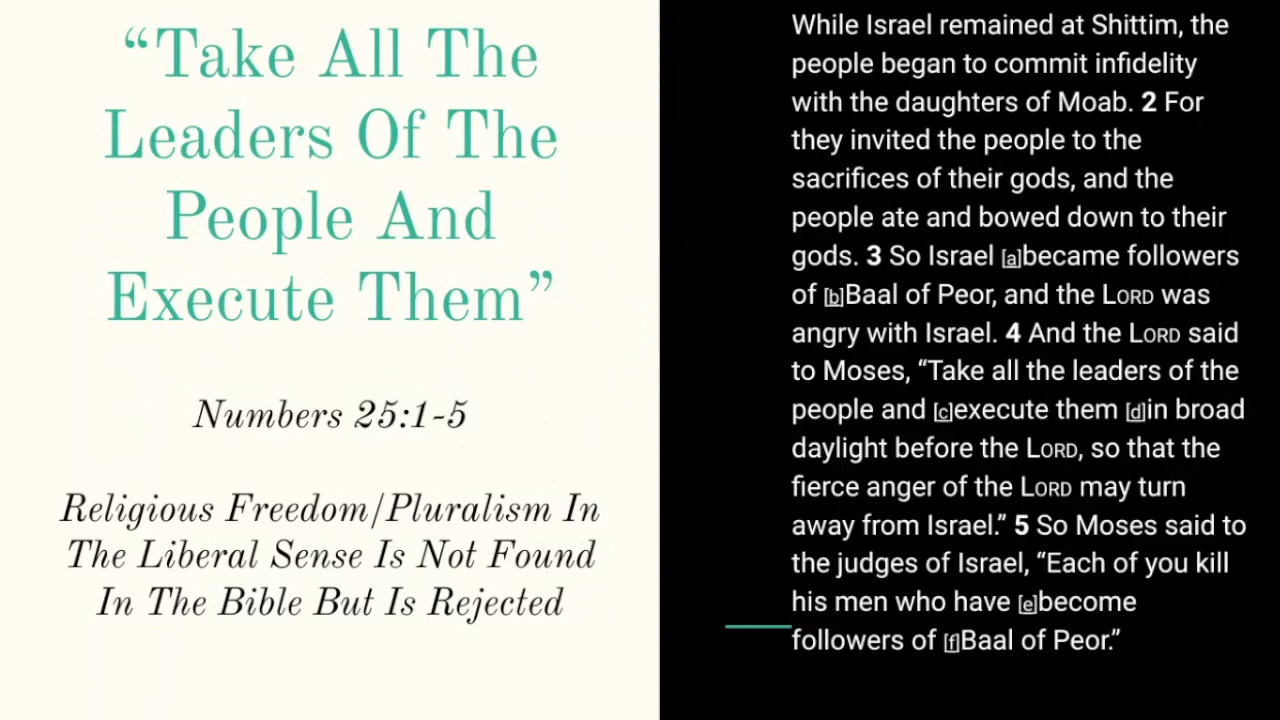 “Take All The
Leaders Of The
People And
Execute Them”
Numbers 25:1-5
Religious Freedom/Pluralism In
The Liberal Sense Is Not Found
In The Bible But Is Rejected
While Israel remained at Shittim, the
people began to commit infidelity
with the daughters of Moab. 2 For
they invited the people to the
sacrifices of their gods, and the
people ate and bowed down to their
gods. 3 So Israel [a]became followers
of [b]Baal of Peor, and the LORD was
angry with Israel. 4 And the LORD said
to Moses, “Take all the leaders of the
people and [c]execute them [d]in broad
daylight before the LORD, so that the
fierce anger of the LORD may turn
away from Israel.” 5 So Moses said to
the judges of Israel, “Each of you kill
his men who have [e]become
followers of [f]Baal of Peor.”